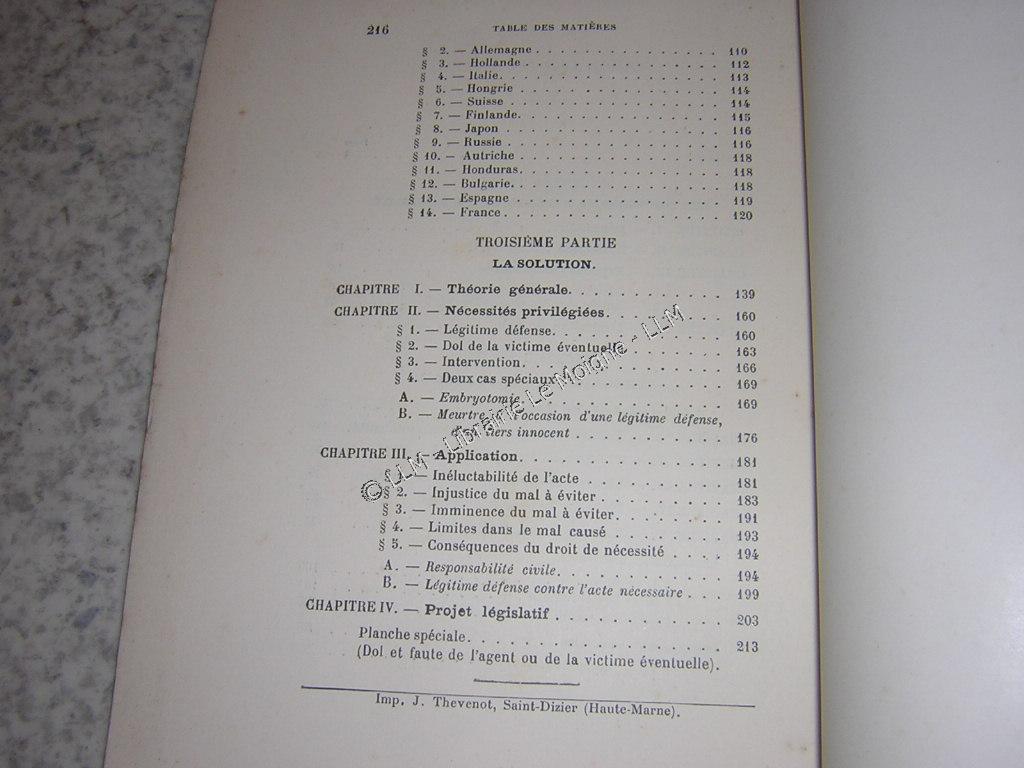 216 TABLE DES MATIÈRES
§ 2. — Allemagne . . . . . . . . . . . . . . . . 110
§ 3. — Hollande . . . . . . . . . . . . . . . . 112
§ 4. — Italie. . . . . . . . . . . . . . . . . . 113
§ 5. — Hongrie . . . . . . . . . . . . . . . . . 114
§ 6. — Suisse . . . . . . . . . . . . . . . . . 114
§ 7. — Finlande. . . . . . . . . . . . . . . . . 115
§ 8. — Japon . . . . . . . . . . . . . . . . . . 116
§ 9. — Russie . . . . . . . . . . . . . . . . . 116
§ 10. — Autriche . . . . . . . . . . . . . . . . 118
§ 11. — Honduras. . . . . . . . . . . . . . . . 118
§ 12. — Bulgarie. . . . . . . . . . . . . . . . . 118
§ 13. — Espagne . . . . . . . . . . . . . . . . 119
§ 14. — France. . . . . . . . . . . . . . . . . . 120
TROISIÈME PARTIE
LA SOLUTION.
CHAPITRE I. — Théorie générale. . . . . . . . . . . 139
CHAPITRE II. — Nécessités privilégiées. . . . . . . . 160
§ 1. — Légitime défense. . . . . . . . . . . . 160
§ 2. — Dol de la victime éventuelle . . . . . . 163
§ 3. — Intervention. . . . . . . . . . . . . . 166
§ 4. — Deux cas spéciaux . . . . . . . . . . . 169
A. — Embryotomie. . . . . . . . . . . . . . 169
B. — Meurtre, l'occasion d'une légitime défense,
tiers innocent . . . . . . . . . . . 176
CHAPITRE III. — Application. . . . . . . . . . . . . 181
§ — Inéluctabilité de l'acte . . . . . . . . . 181
§ 2. — Injustice du mal à éviter . . . . . . . . 183
§ 3. — Imminence du mal à éviter. . . . . . . 191
§ 4. — Limites dans le mal causé . . . . . . . 193
§ 5. — Conséquences du droit de nécessité . . . . 194
A. — Responsabilité civile. . . . . . . . . . . 194
B. — Légitime défense contre l'acte nécessaire . . . 199
CHAPITRE IV. — Projet législatif . . . . . . . . . . . 203
Planche spéciale. . . . . . . . . . . . . . . . 213
(Dol et faute de l'agent ou de la victime éventuelle).
Imp. J. Thevenot, Saint-Dizier (Haute-Marne).
© LLM - Librairie Le Moigne - LLM